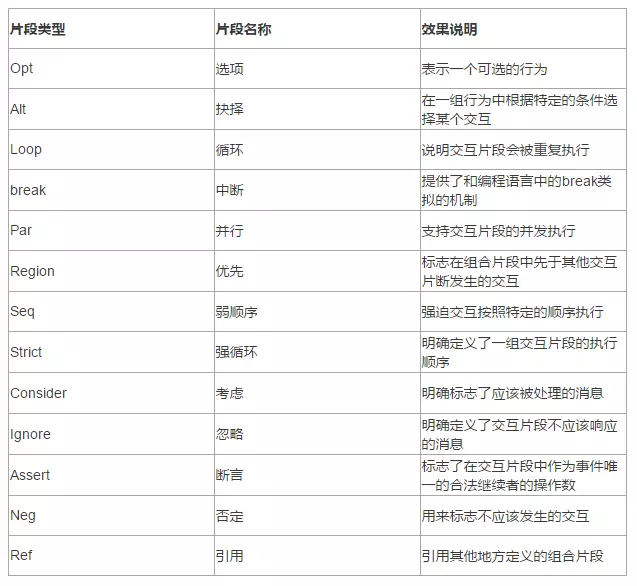 片段类型 片段名称 效果说明
Opt 选项 表示一个可选的行为
Alt 抉择 在一组行为中根据特定的条件选
择某个交互
Loop 循环 说明交互片段会被重复执行
break 中断 提供了和编程语言中的break类
拟的机制
Par 并行 支持交互片段的并发执行
Region 优先 标志在组合片段中先于其他交互
片断发生的交互
Seq 弱顺序 强迫交互按照特定的顺序执行
Strict 强循环 明确定义了一组交互片段的执行
顺序
Consider 考虑 明确标志了应该被处理的消息
Ignore 忽略 明确定义了交互片段不应该响应
的消息
Assert 断言 标志了在交互片段中作为事件唯
一的合法继续者的操作数
Neg 否定 用来标志不应该发生的交互
Ref 引用 引用其他地方定义的组合片段